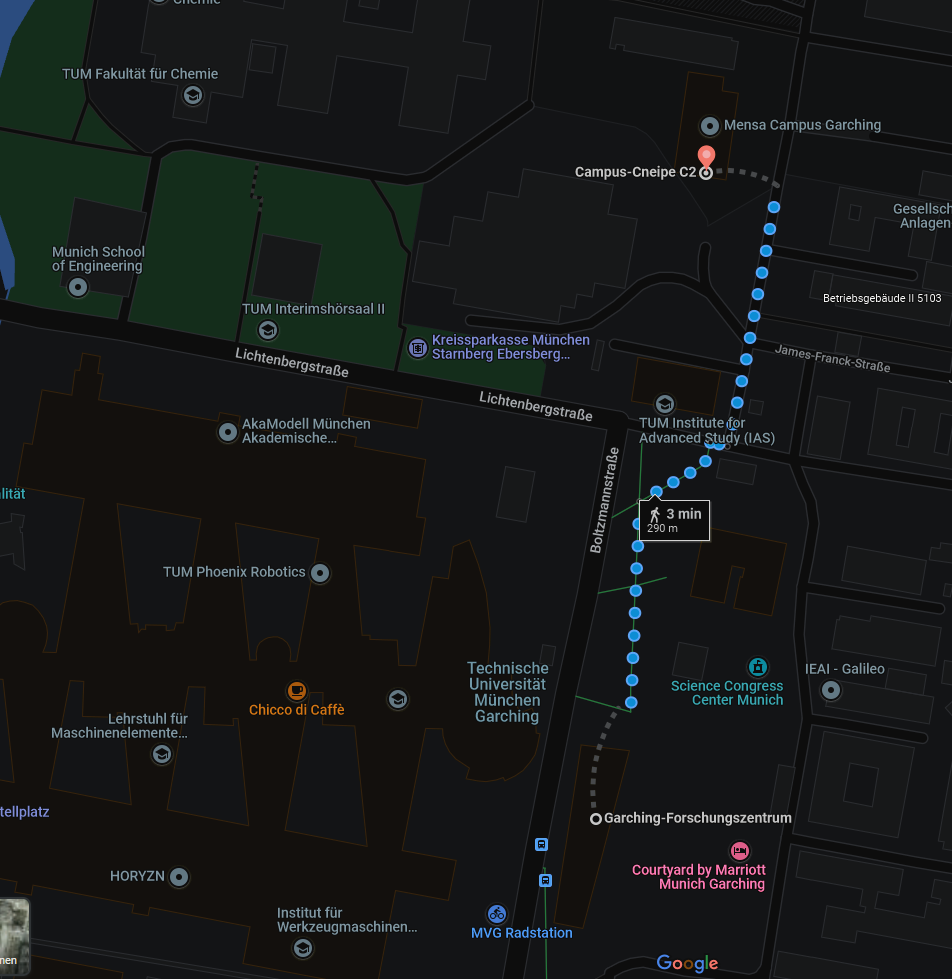 Chemie
TUM Fakultät für Chemie
Mensa Campus Garching
Campus-Cneipe C2
Gesellsch
Anlagen
Munich School
of Engineering
Betriebsgebäude II 5103
TUM Interimshörsaal II
Kreissparkasse München
Starnberg Ebersberg...
Lichtenbergstraße
James-Franck-Straße
Lichtenbergstraße
AkaModell München
Akademische...
TUM Institute for
Advanced Study (IAS)
Boltzmannstraße
lität
3 min
290 m
TUM Phoenix Robotics
Technische
Universität
München
Garching
Science Congress
Center Munich
IEAI - Galileo
Chicco di Caffè
Lehrstuhl für
Maschinenelemente...
tellplatz
Garching-Forschungszentrum
HORYZN
Courtyard by Marriott
Munich Garching
Institut für
Werkzeugmaschinen...
MVG Radstation
nen
Google